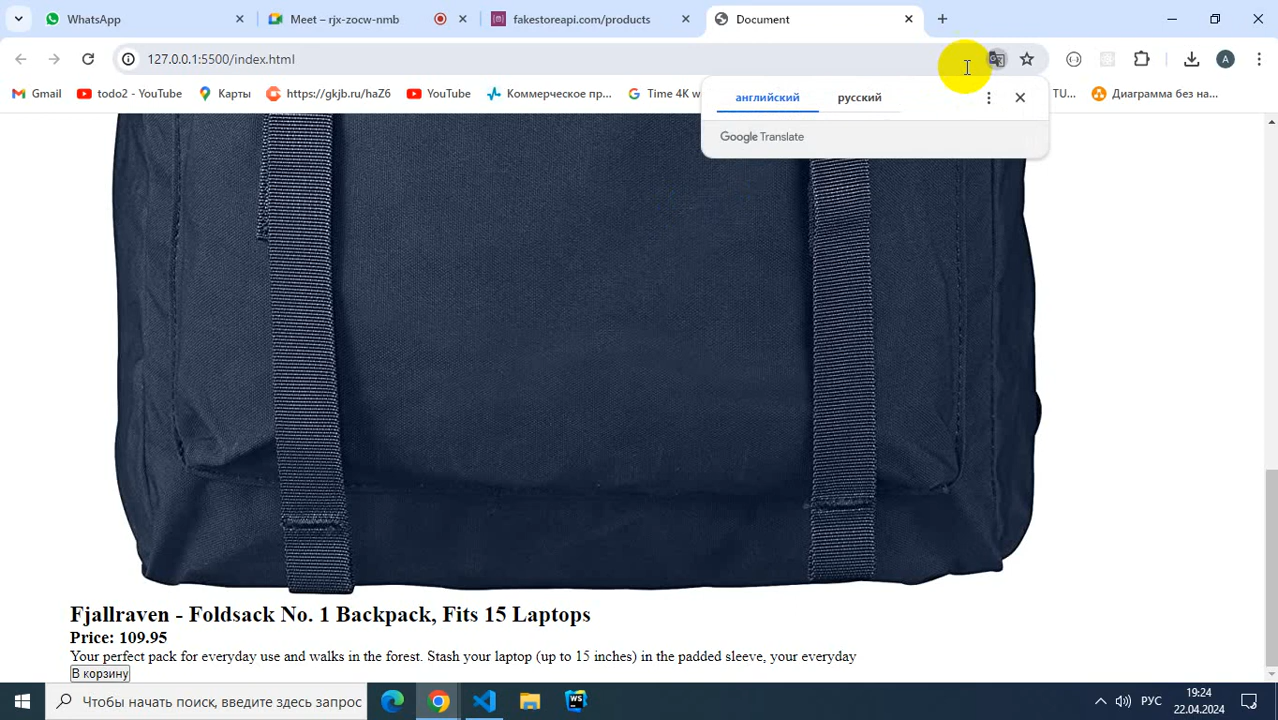 WhatsApp
Meet – rjx-zocw-nmb
fakestoreapi.com/products
Document
127.0.0.1:5500/index.html
Gmail
todo2 - YouTube
Карты
https://gkjb.ru/haZ6
YouTube
Коммерческое пр...
Time 4K w
TU...
Диаграмма без на...
английский
русский
Google Translate
Fjallraven - Foldsack No. 1 Backpack, Fits 15 Laptops
Price: 109.95
Your perfect pack for everyday use and walks in the forest. Stash your laptop (up to 15 inches) in the padded sleeve, your everyday
В корзину
Чтобы начать поиск, введите здесь запрос
WS
РУС
19:24
22.04.2024